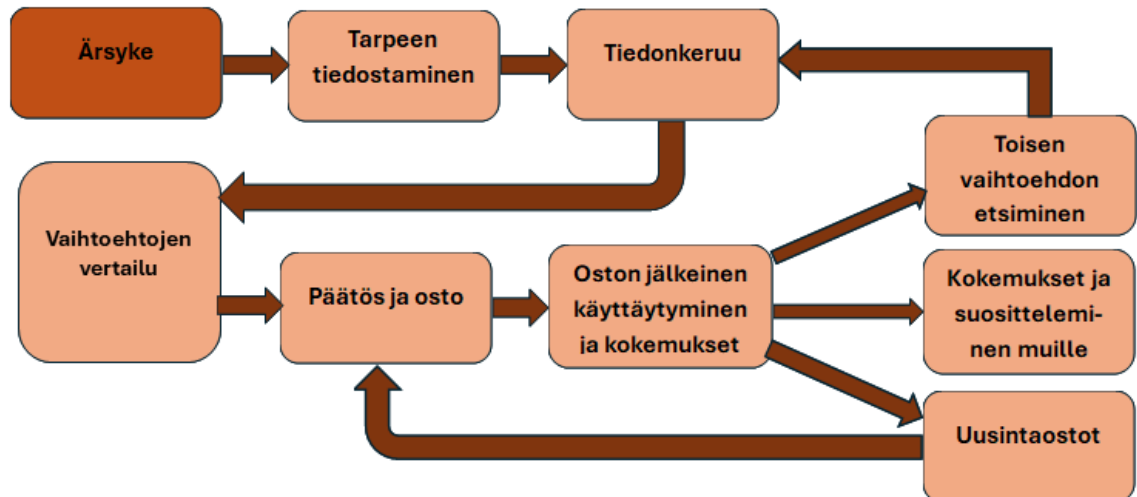 Ärsyke
Tarpeen
tiedostaminen
Tiedonkeruu
Toisen
vaihtoehdon
etsiminen
Vaihtoehtojen
vertailu
Päätös ja osto
Oston jälkeinen
käyttäytyminen
ja kokemukset
Kokemukset ja
suosittelemi-
nen muille
Uusintaostot